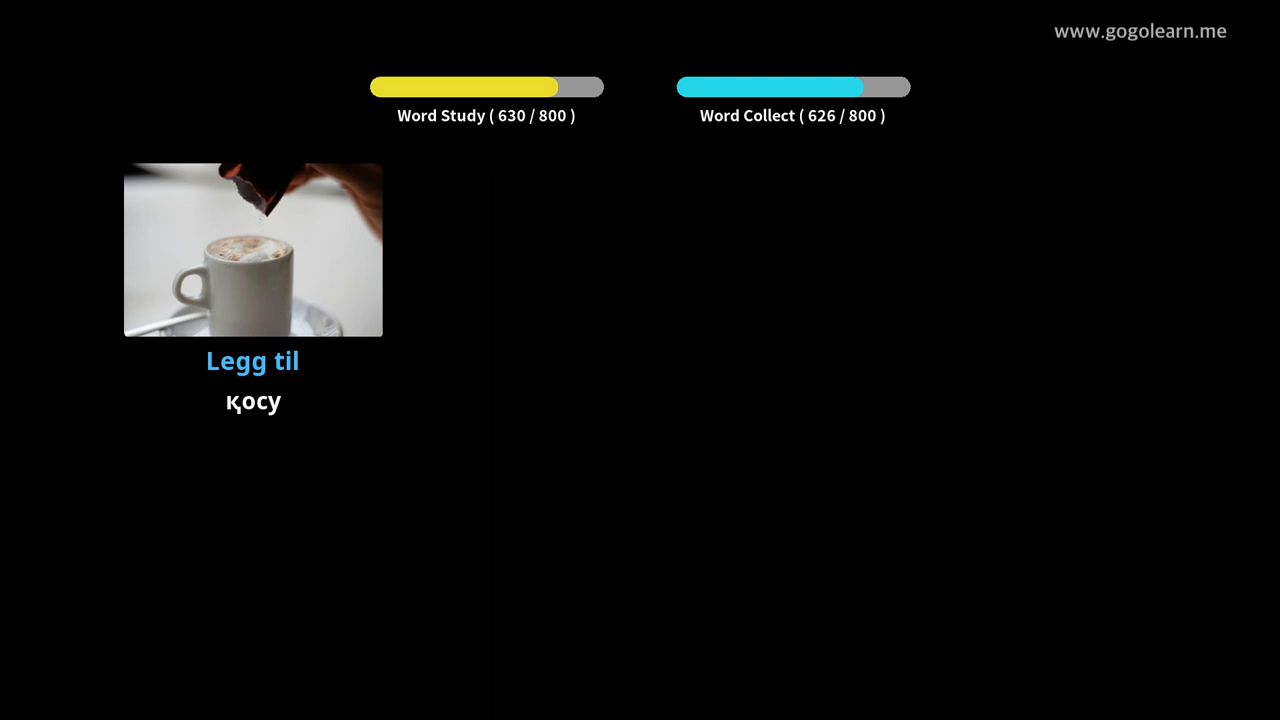 www.gogolearn.me
Word Study ( 630 / 800 )
Word Collect ( 626 / 800 )
Legg til
қосу